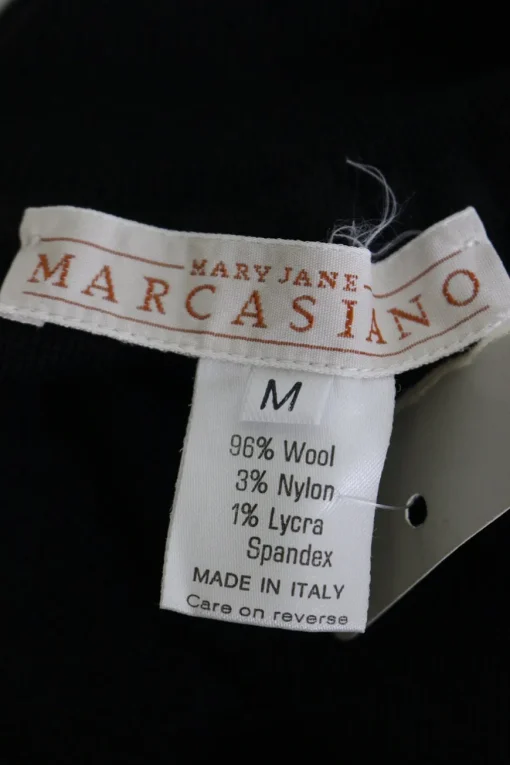 MARY JANE
MARCASIANO
M
96% Wool
3% Nylon
1% Lycra
Spandex
MADE IN ITALY
Care on reverse